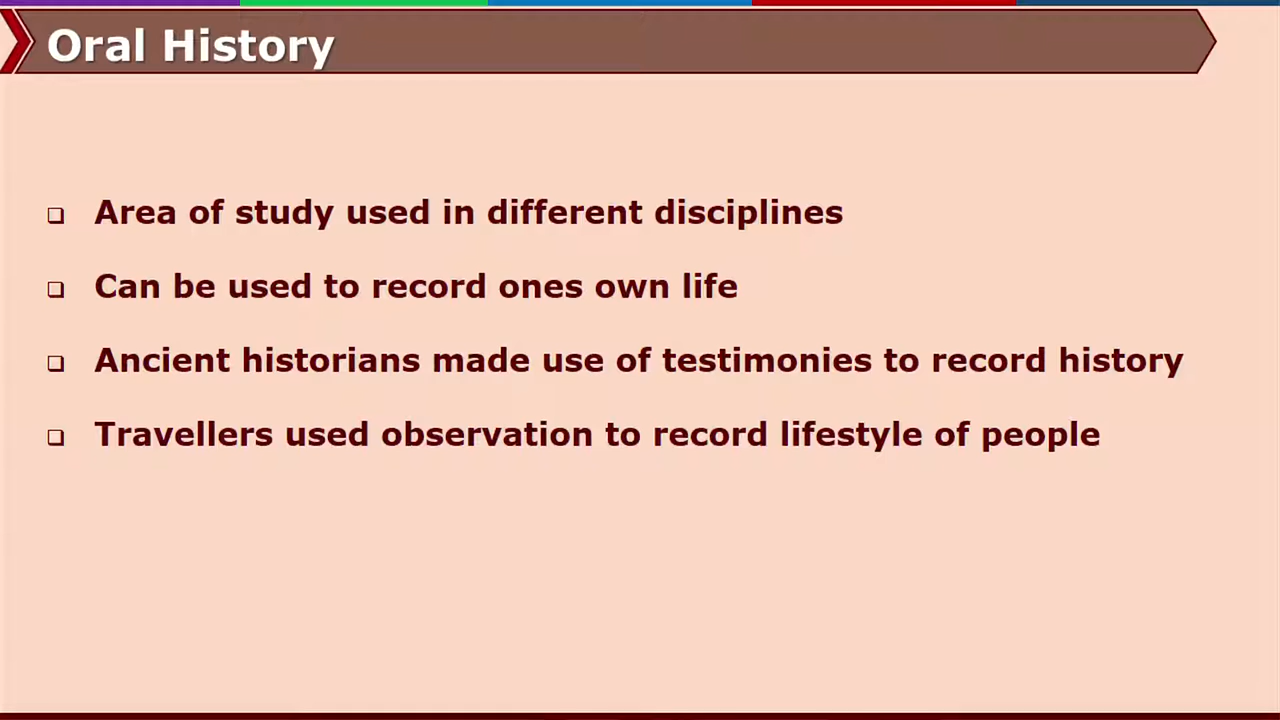 Oral History
Area of study used in different disciplines
Can be used to record ones own life
Ancient historians made use of testimonies to record history
Travellers used observation to record lifestyle of people